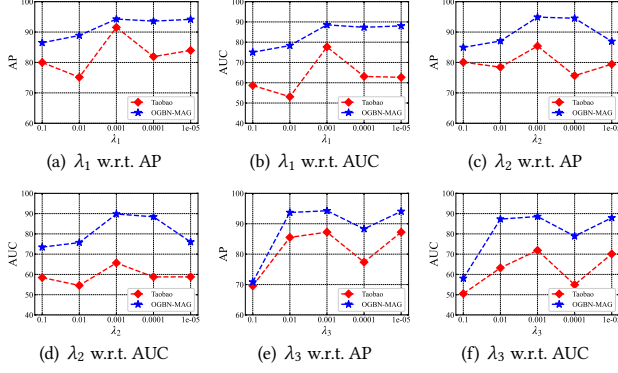 100
90
80
70
60
AP
0.1 0.01 0.001 0.0001 1e-05
λ1
Taobao
OGBN-MAG
(a) λ1 w.r.t. AP
100
90
80
70
60
50
40
AUC
0.1 0.01 0.001 0.0001 1e-05
λ1
Taobao
OGBN-MAG
(b) λ1 w.r.t. AUC
100
90
80
70
60
AP
0.1 0.01 0.001 0.0001 1e-05
λ2
Taobao
OGBN-MAG
(c) λ2 w.r.t. AP
100
90
80
70
60
50
40
AUC
0.1 0.01 0.001 0.0001 1e-05
λ2
Taobao
OGBN-MAG
(d) λ2 w.r.t. AUC
100
90
80
70
60
AP
0.1 0.01 0.001 0.0001 1e-05
λ3
Taobao
OGBN-MAG
(e) λ3 w.r.t. AP
100
90
80
70
60
50
40
AUC
0.1 0.01 0.001 0.0001 1e-05
λ3
Taobao
OGBN-MAG
(f) λ3 w.r.t. AUC